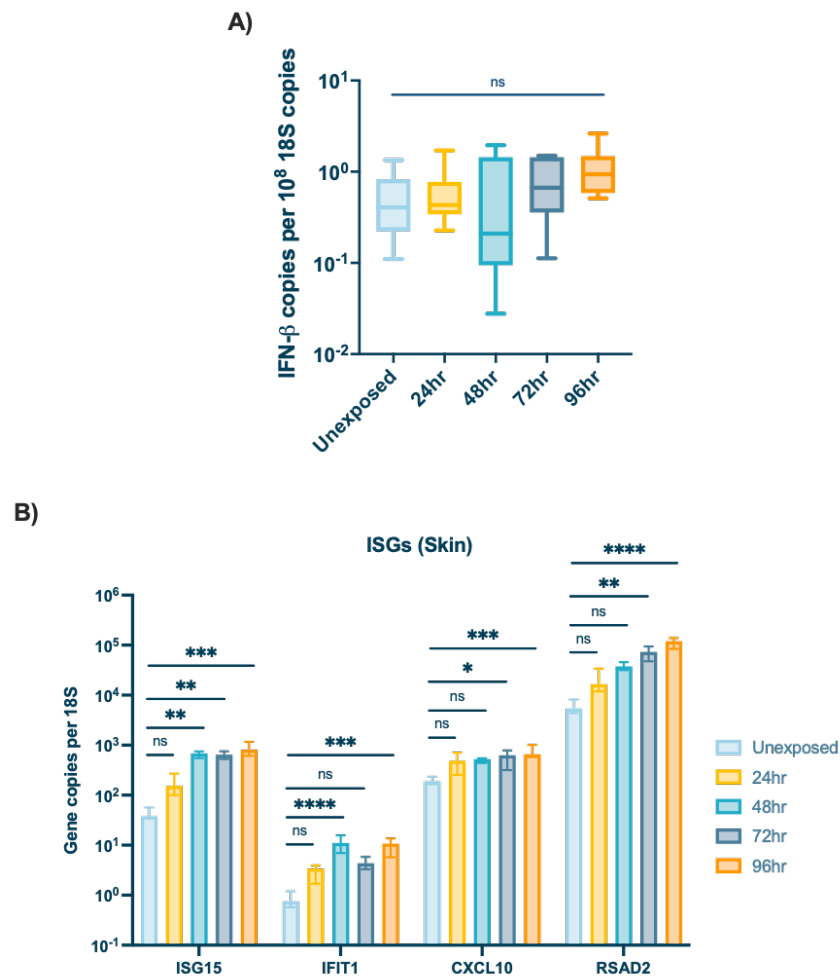 A)
IFN-β copies per 10⁸ 18S copies
10¹
10⁰
10⁻¹
10⁻²
ns
Unexposed
24hr
48hr
72hr
96hr
B)
ISGs (Skin)
Gene copies per 18S
10⁶
10⁵
10⁴
10³
10²
10¹
10⁰
10⁻¹
***
**
**
ns
***
ns
****
ns
***
*
ns
ns
****
**
ns
ns
ISG15
IFIT1
CXCL10
RSAD2
Unexposed
24hr
48hr
72hr
96hr